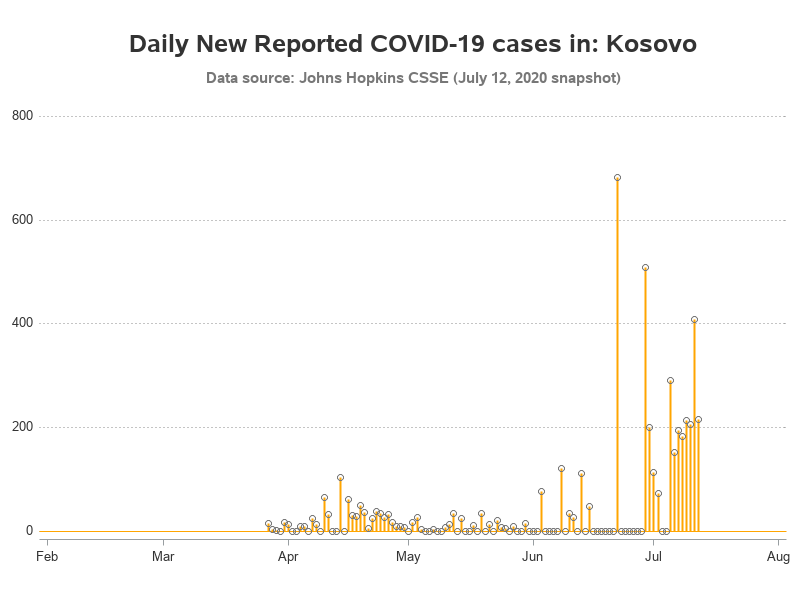 Daily New Reported COVID-19 cases in: Kosovo
Data source: Johns Hopkins CSSE (July 12, 2020 snapshot)
800
600
400
200
0
Feb Mar Apr May Jun Jul Aug